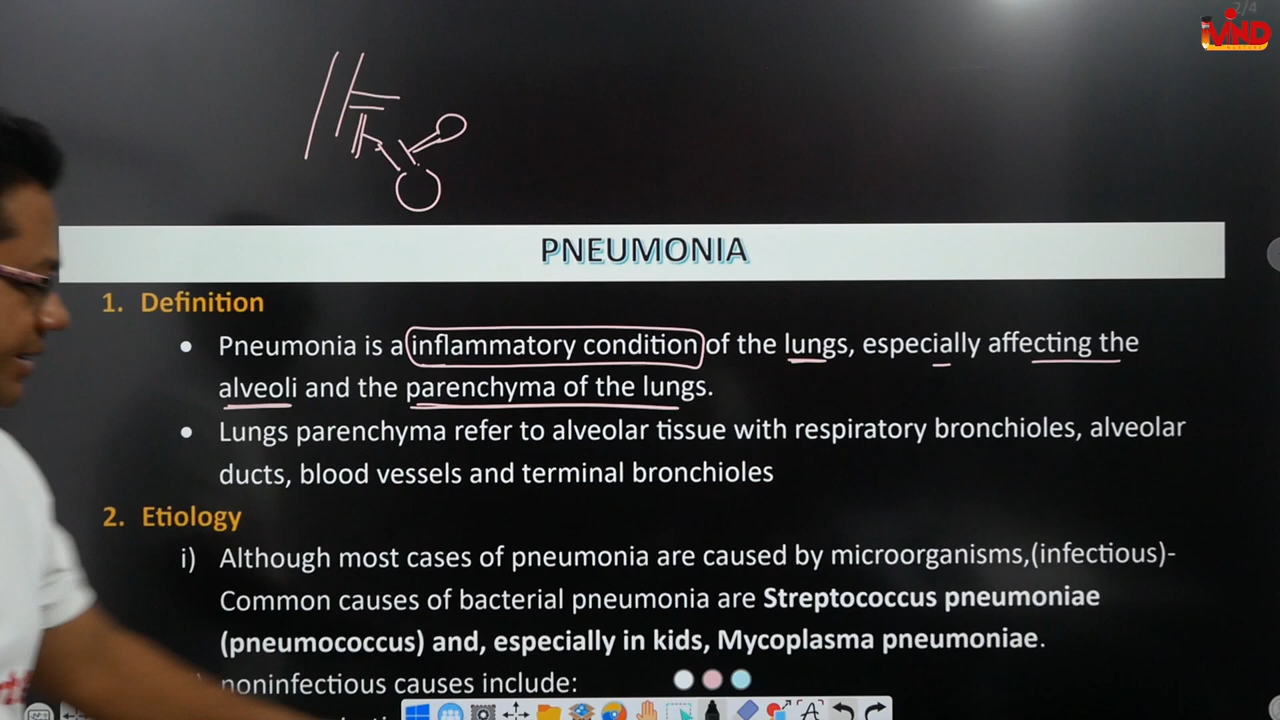 2/4
iMIND
PNEUMONIA
1. Definition
• Pneumonia is a inflammatory condition of the lungs, especially affecting the
alveoli and the parenchyma of the lungs.
• Lungs parenchyma refer to alveolar tissue with respiratory bronchioles, alveolar
ducts, blood vessels and terminal bronchioles
2. Etiology
i) Although most cases of pneumonia are caused by microorganisms,(infectious)-
Common causes of bacterial pneumonia are Streptococcus pneumoniae
(pneumococcus) and, especially in kids, Mycoplasma pneumoniae.
noninfectious causes include: